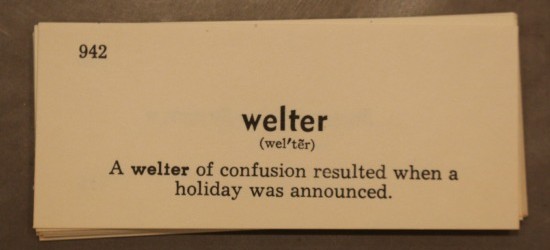 942
welter
(wel′tẽr)
A welter of confusion resulted when a
holiday was announced.